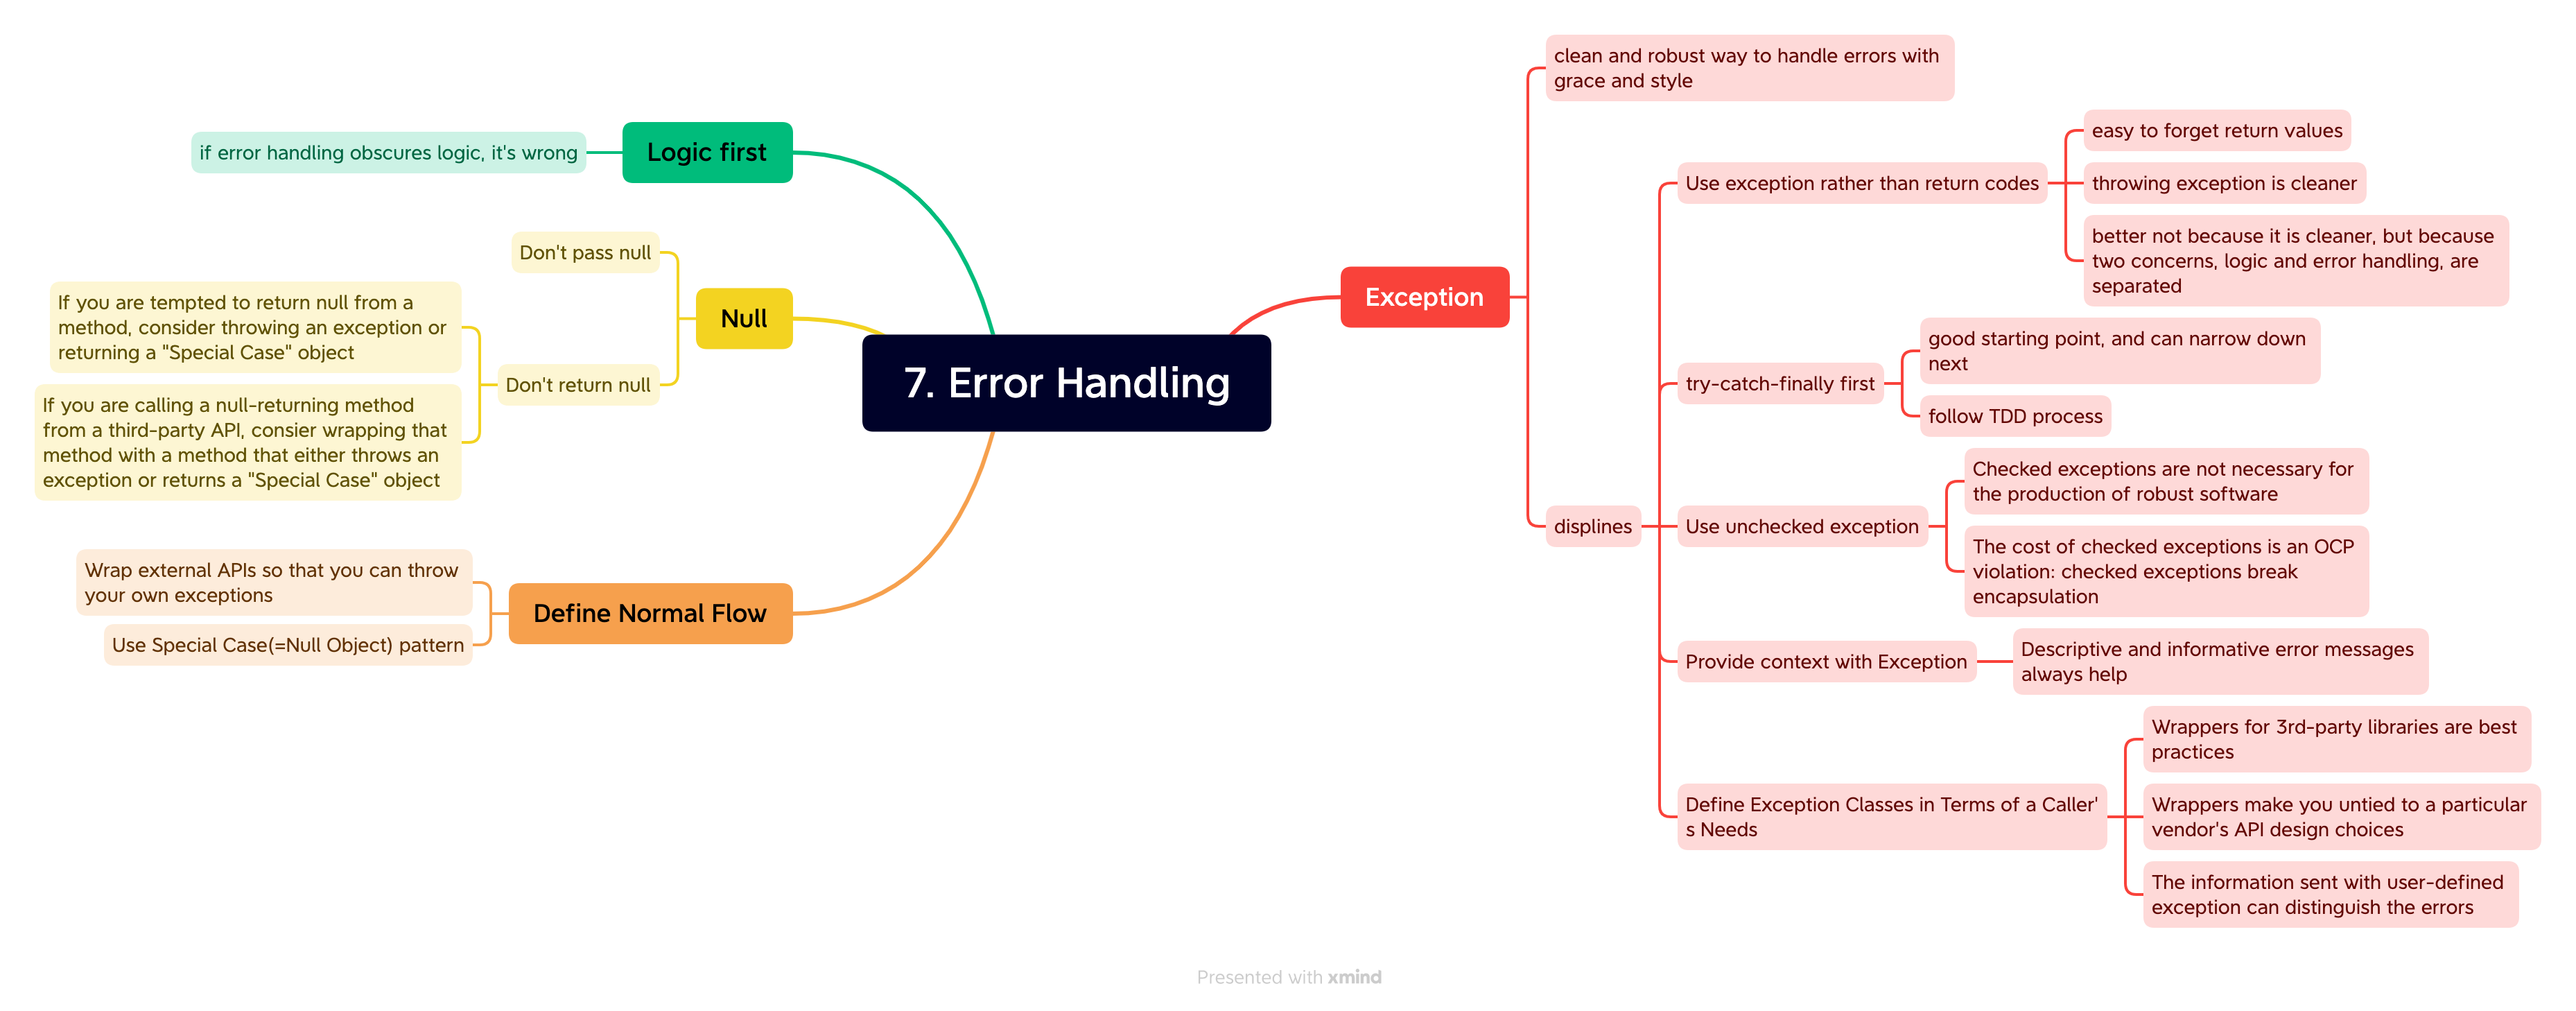 7. Error Handling
Logic first
if error handling obscures logic, it's wrong
Null
Don't pass null
Don't return null
If you are tempted to return null from a
method, consider throwing an exception or
returning a "Special Case" object
If you are calling a null-returning method
from a third-party API, consier wrapping that
method with a method that either throws an
exception or returns a "Special Case" object
Define Normal Flow
Wrap external APIs so that you can throw
your own exceptions
Use Special Case(=Null Object) pattern
Exception
clean and robust way to handle errors with
grace and style
displines
Use exception rather than return codes
easy to forget return values
throwing exception is cleaner
better not because it is cleaner, but because
two concerns, logic and error handling, are
separated
try-catch-finally first
good starting point, and can narrow down
next
follow TDD process
Use unchecked exception
Checked exceptions are not necessary for
the production of robust software
The cost of checked exceptions is an OCP
violation: checked exceptions break
encapsulation
Provide context with Exception
Descriptive and informative error messages
always help
Define Exception Classes in Terms of a Caller'
s Needs
Wrappers for 3rd-party libraries are best
practices
Wrappers make you untied to a particular
vendor's API design choices
The information sent with user-defined
exception can distinguish the errors
Presented with xmind